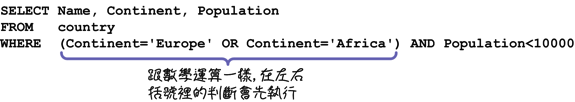 SELECT Name, Continent, Population
FROM country
WHERE (Continent='Europe' OR Continent='Africa') AND Population<10000
跟數學運算一樣,在左右
括號裡的判斷會先執行